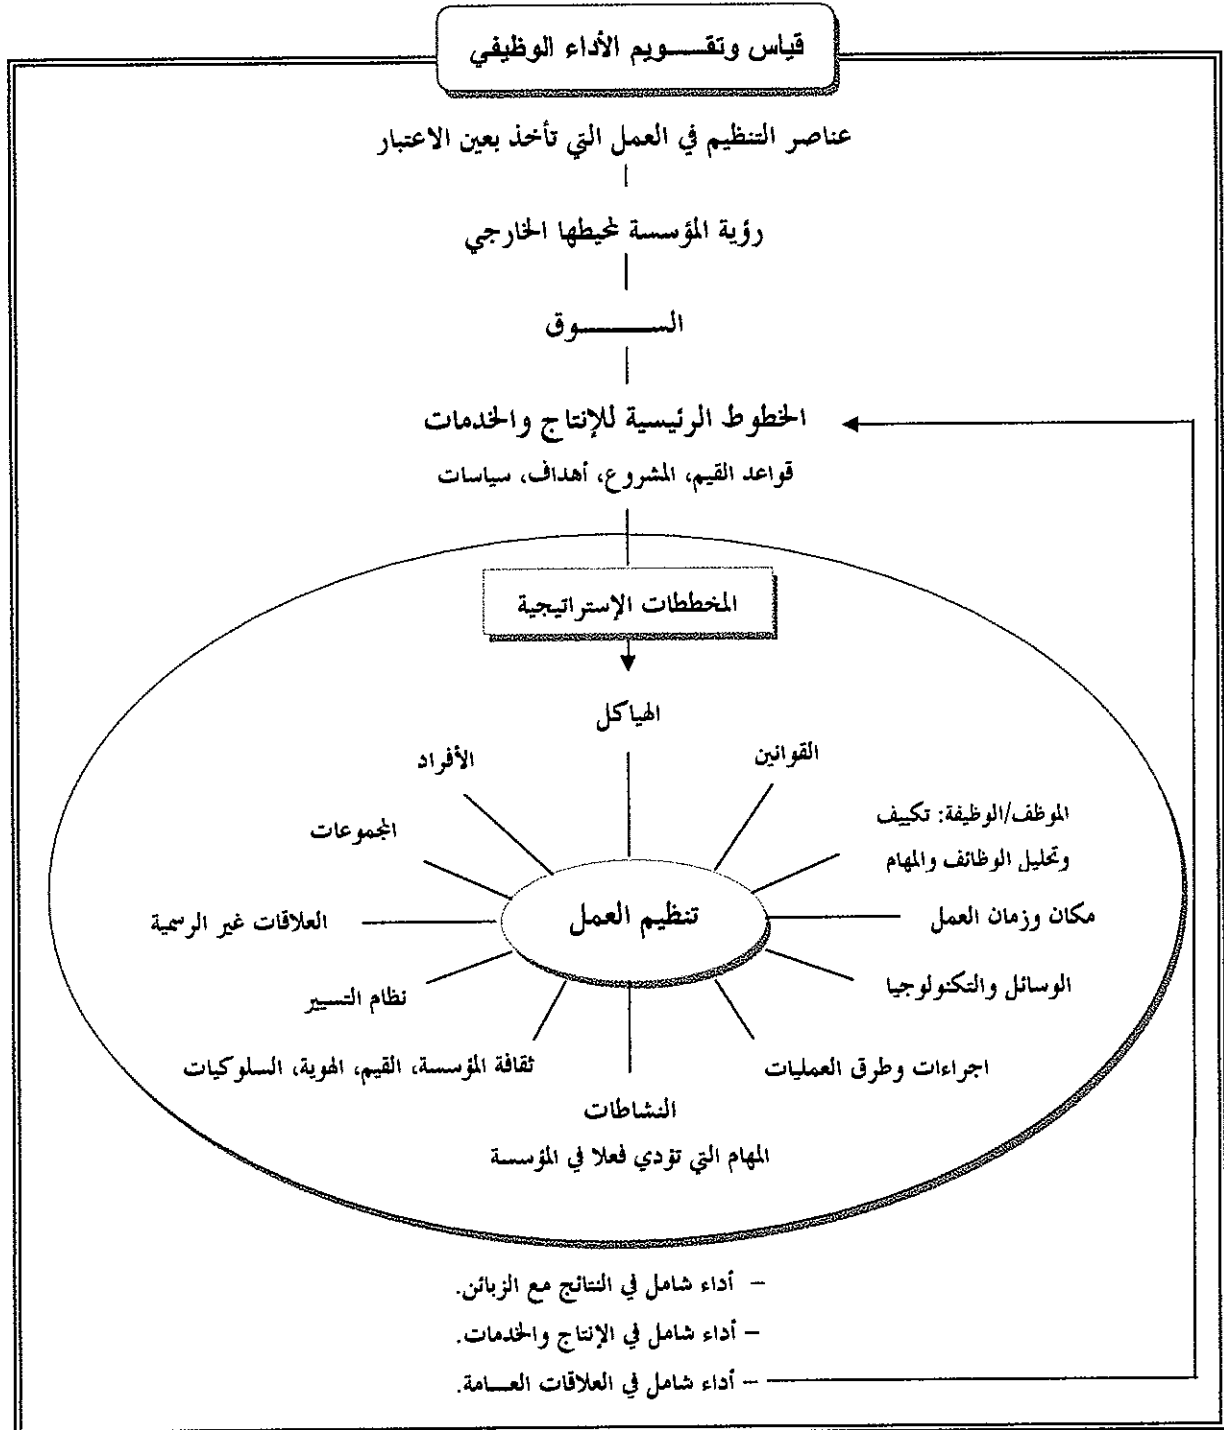 قياس وتقـــويم الأداء الوظيفي
عناصر التنظيم في العمل التي تأخذ بعين الاعتبار
رؤية المؤسسة لمحيطها الخارجي
الســـــــوق
الخطوط الرئيسية للإنتاج والخدمات
قواعد القيم، المشروع، أهداف، سياسات
المخططات الإستراتيجية
الهياكل
القوانين
الأفراد
الموظف/الوظيفة: تكييف
وتحليل الوظائف والمهام
المجموعات
مكان وزمان العمل
تنظيم العمل
العلاقات غير الرسمية
الوسائل والتكنولوجيا
نظام التسيير
اجراءات وطرق العمليات
ثقافة المؤسسة، القيم، الهوية، السلوكيات
النشاطات
المهام التي تؤدي فعلا في المؤسسة
– أداء شامل في النتائج مع الزبائن.
– أداء شامل في الإنتاج والخدمات.
– أداء شامل في العلاقات العـــامة.